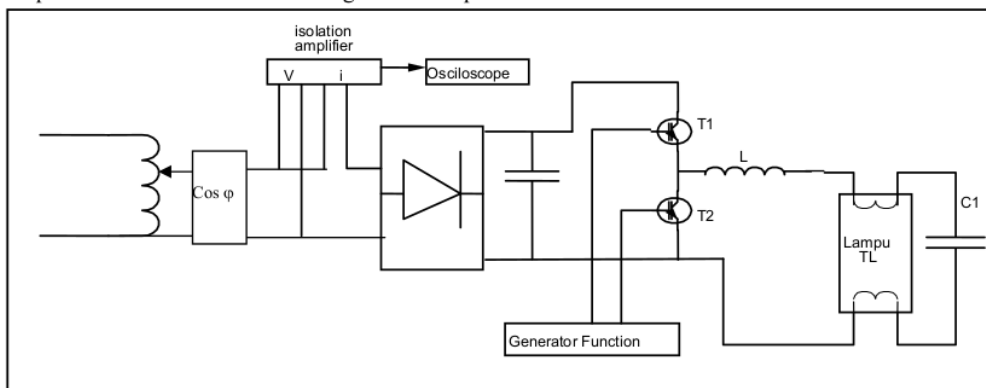 isolation
amplifier
V i
Osciloscope
T1
L
Cos φ
T2
C1
Lampu
TL
Generator Function